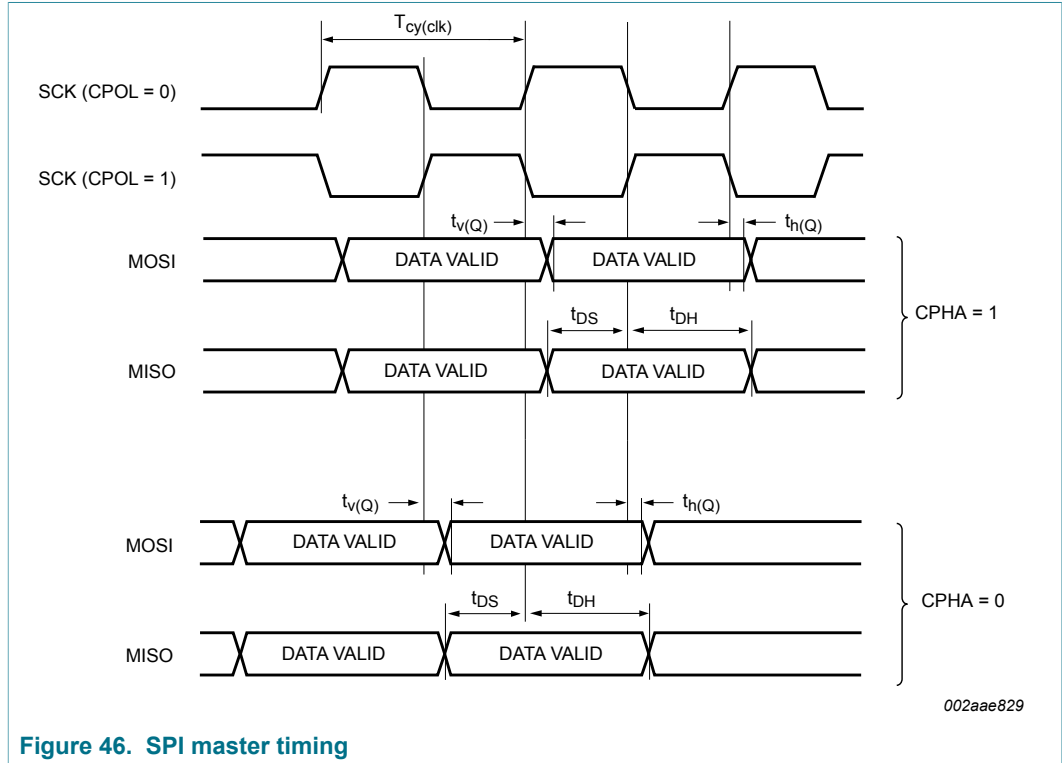 Tcy(clk)
SCK (CPOL = 0)
SCK (CPOL = 1)
tv(Q)
th(Q)
MOSI
DATA VALID
DATA VALID
CPHA = 1
tDS
tDH
MISO
DATA VALID
DATA VALID
tv(Q)
th(Q)
MOSI
DATA VALID
DATA VALID
CPHA = 0
tDS
tDH
MISO
DATA VALID
DATA VALID
002aae829
Figure 46. SPI master timing